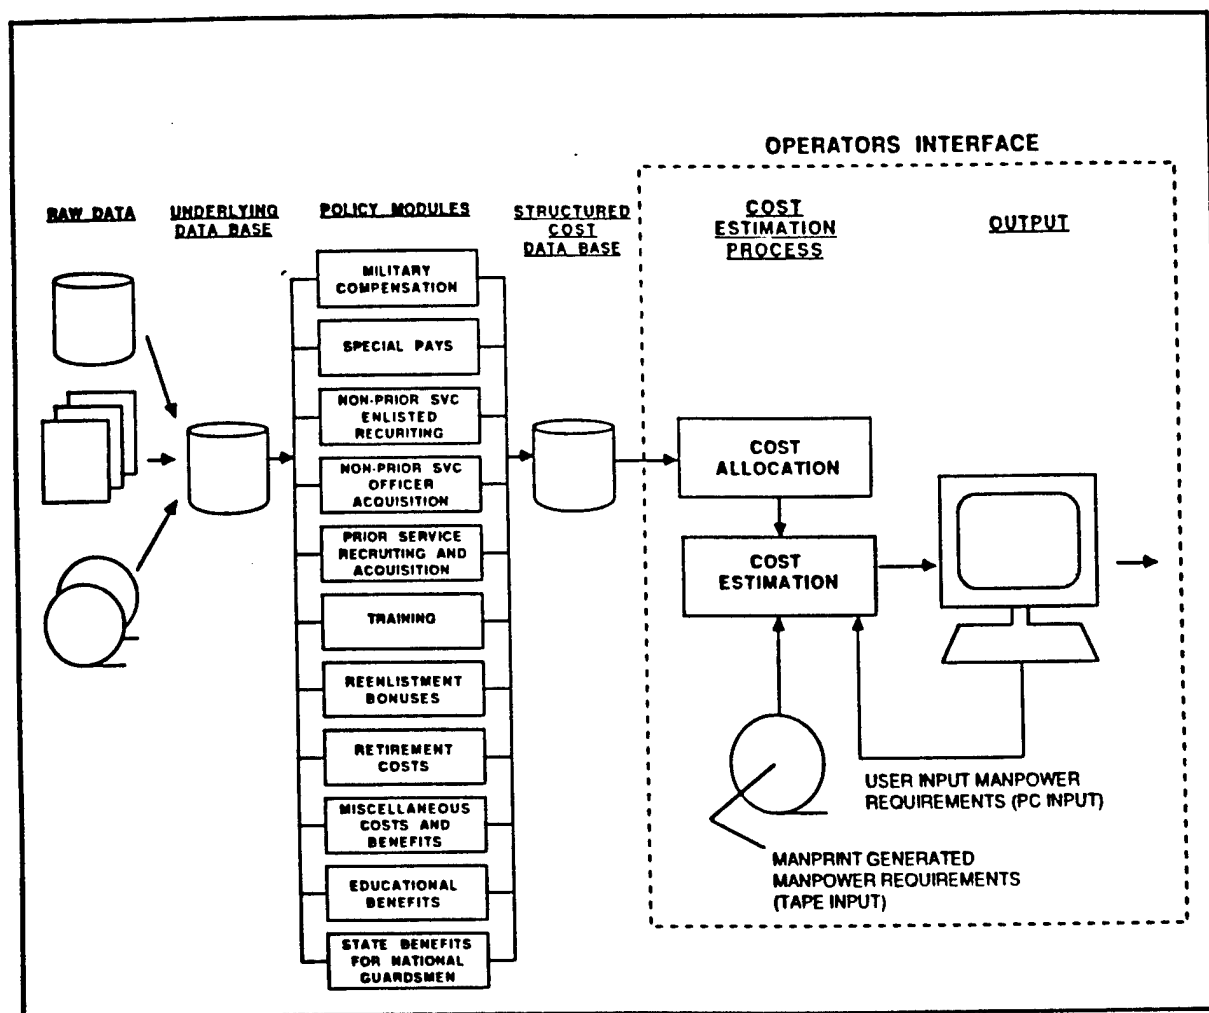 OPERATORS INTERFACE
RAW DATA
UNDERLYING
DATA BASE
POLICY MODULES
STRUCTURED
COST
DATA BASE
COST
ESTIMATION
PROCESS
OUTPUT
MILITARY
COMPENSATION
SPECIAL PAYS
NON-PRIOR SVC
ENLISTED
RECURITING
NON-PRIOR SVC
OFFICER
ACQUISITION
PRIOR SERVICE
RECRUITING AND
ACQUISITION
TRAINING
REENLISTMENT
BONUSES
RETIREMENT
COSTS
MISCELLANEOUS
COSTS AND
BENEFITS
EDUCATIONAL
BENEFITS
STATE BENEFITS
FOR NATIONAL
GUARDSMEN
COST
ALLOCATION
COST
ESTIMATION
USER INPUT MANPOWER
REQUIREMENTS (PC INPUT)
MANPRINT GENERATED
MANPOWER REQUIREMENTS
(TAPE INPUT)